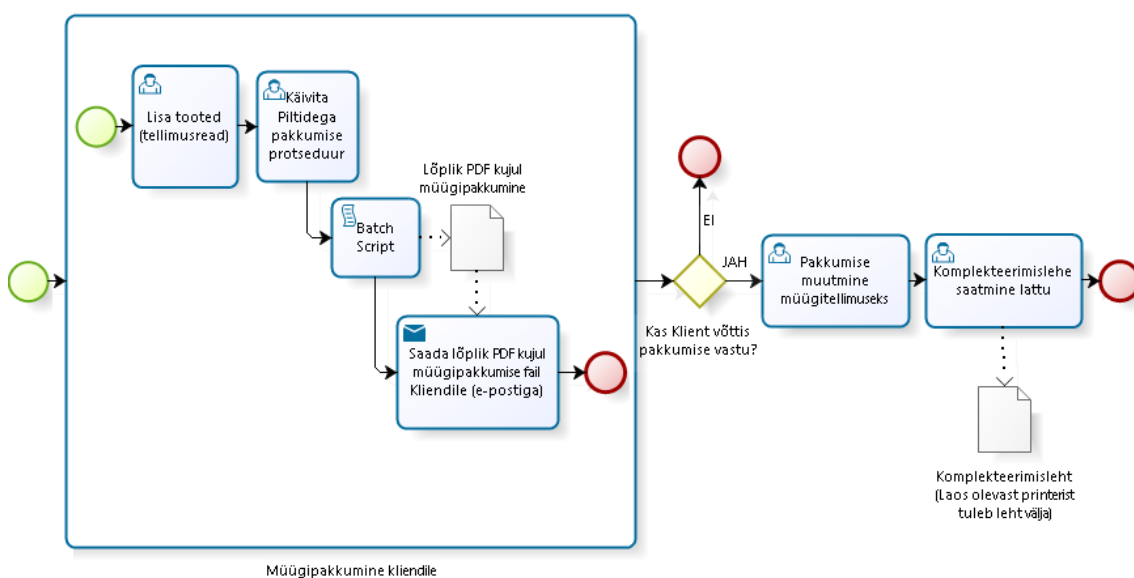 Lisa tooted
(tellimusread)
Käivita
Piltidega
pakkumise
protseduur
Lõplik PDF kujul
müügipakkumine
Batch
Script
Saada lõplik PDF kujul
müügipakkumise fail
Kliendile (e-postiga)
Müügipakkumine kliendile
EI
JAH
Kas Klient võttis
pakkumise vastu?
Pakkumise
muutmine
müügitellimuseks
Komplekteerimislehe
saatmine lattu
Komplekteerimisleht
(Laos olevast printerist
tuleb leht välja)